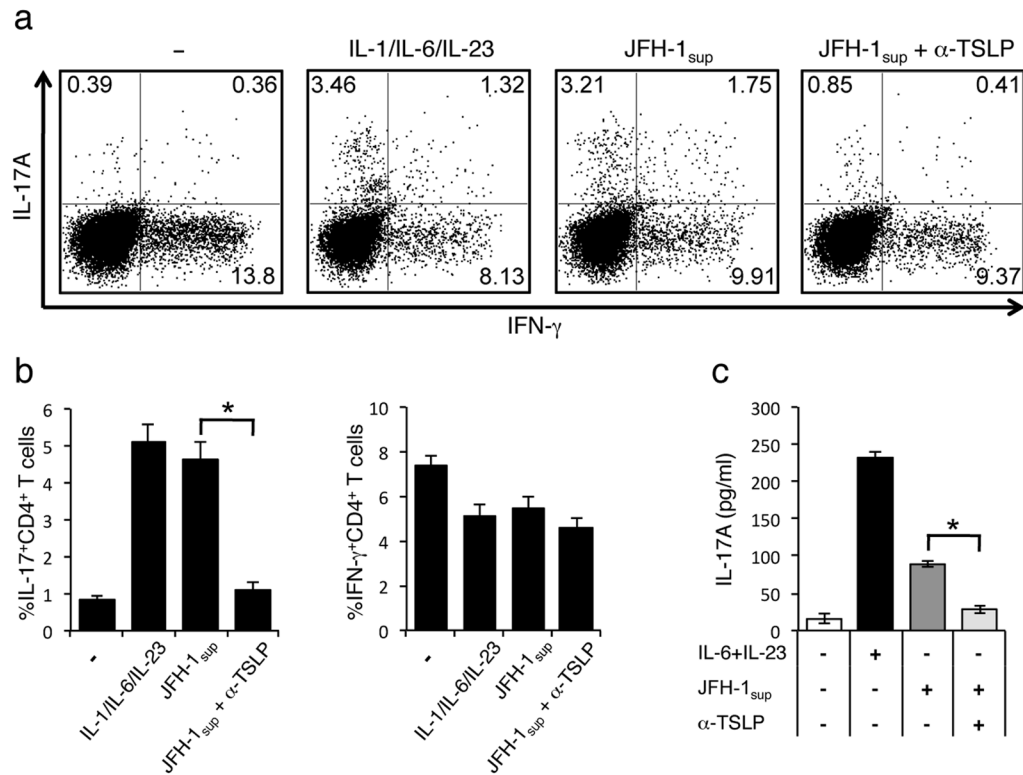 a
– IL-1/IL-6/IL-23 JFH-1sup JFH-1sup + α-TSLP
0.39 0.36 3.46 1.32 3.21 1.75 0.85 0.41
IL-17A
13.8 8.13 9.91 9.37
IFN-γ
b
%IL-17+CD4+ T cells
6
5
4
3
2
1
0
*
-
IL-1/IL-6/IL-23
JFH-1sup
JFH-1sup + α-TSLP
%IFN-γ+CD4+ T cells
10
8
6
4
2
0
-
IL-1/IL-6/IL-23
JFH-1sup
JFH-1sup + α-TSLP
c
IL-17A (pg/ml)
300
250
200
150
100
50
0
*
IL-6+IL-23 - + - -
JFH-1sup - - + +
α-TSLP - - - +